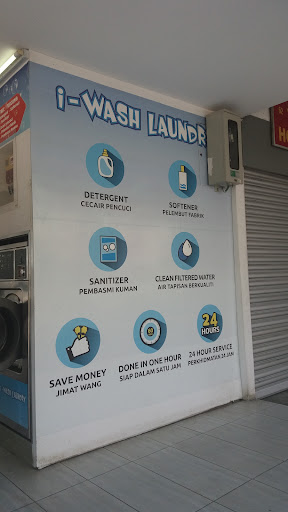 i-WASH LAUNDR
DETERGENT
CECAIR PENCUCI
SOFTENER
PELEMBUT FABRIK
SANITIZER
PEMBASMI KUMAN
CLEAN FILTERED WATER
AIR TAPISAN BERKUALITI
24
HOURS
SAVE MONEY
JIMAT WANG
DONE IN ONE HOUR
SIAP DALAM SATU JAM
24 HOUR SERVICE
PERKHIDMATAN 24 JAM